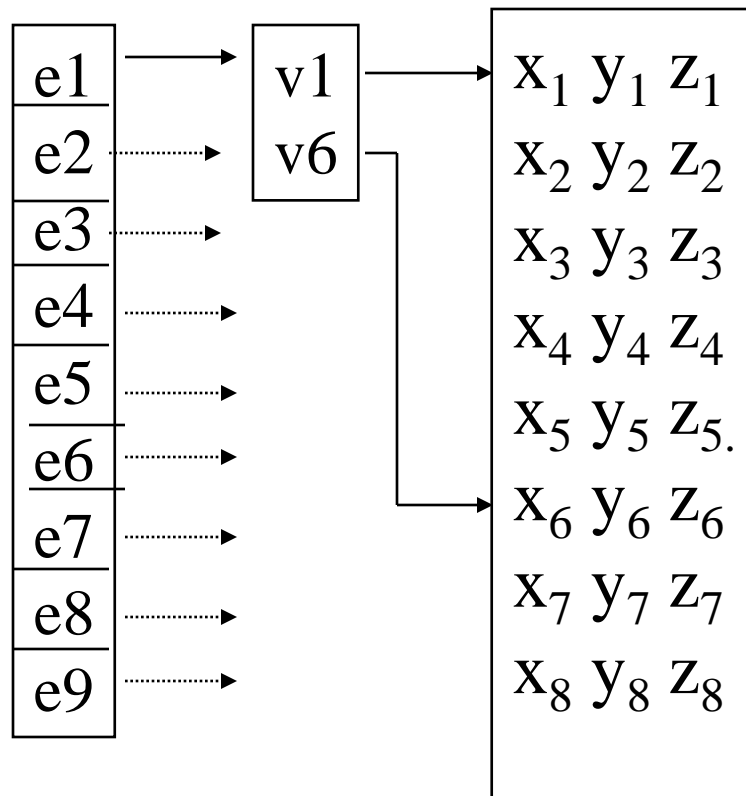 e1
e2
e3
e4
e5
e6
e7
e8
e9
v1
v6
x₁ y₁ z₁
x₂ y₂ z₂
x₃ y₃ z₃
x₄ y₄ z₄
x₅ y₅ z₅.
x₆ y₆ z₆
x₇ y₇ z₇
x₈ y₈ z₈